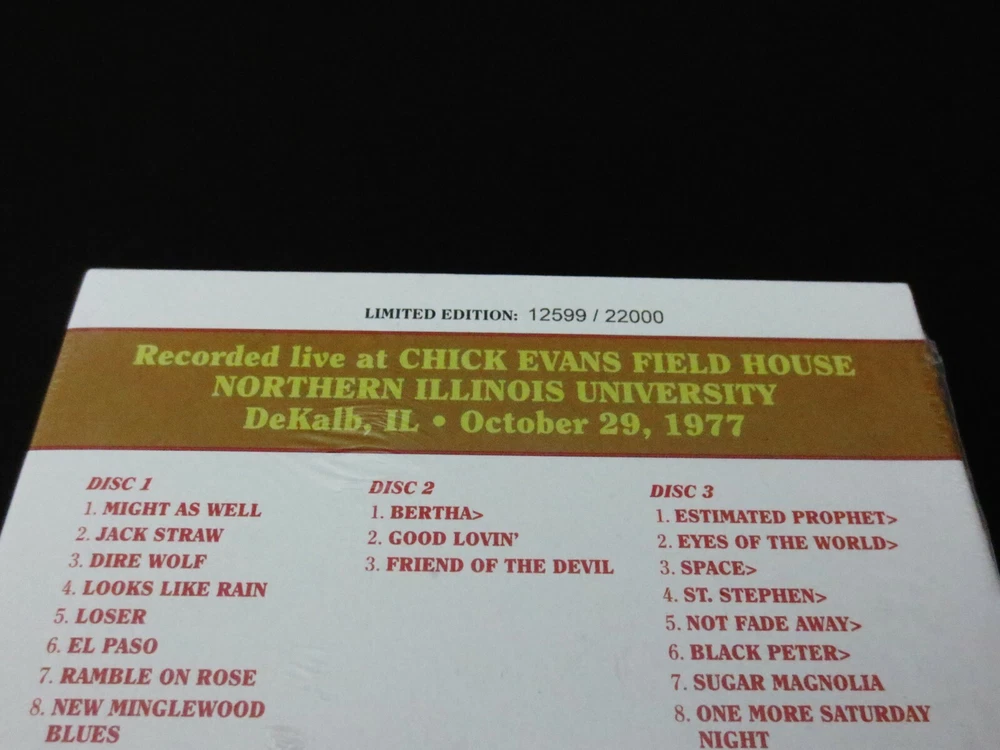 LIMITED EDITION: 12599 / 22000
Recorded live at CHICK EVANS FIELD HOUSE
NORTHERN ILLINOIS UNIVERSITY
DeKalb, IL • October 29, 1977
DISC 1
1. MIGHT AS WELL
2. JACK STRAW
3. DIRE WOLF
4. LOOKS LIKE RAIN
5. LOSER
6. EL PASO
7. RAMBLE ON ROSE
8. NEW MINGLEWOOD
BLUES
DISC 2
1. BERTHA>
2. GOOD LOVIN'
3. FRIEND OF THE DEVIL
DISC 3
1. ESTIMATED PROPHET>
2. EYES OF THE WORLD>
3. SPACE>
4. ST. STEPHEN>
5. NOT FADE AWAY>
6. BLACK PETER>
7. SUGAR MAGNOLIA
8. ONE MORE SATURDAY
NIGHT